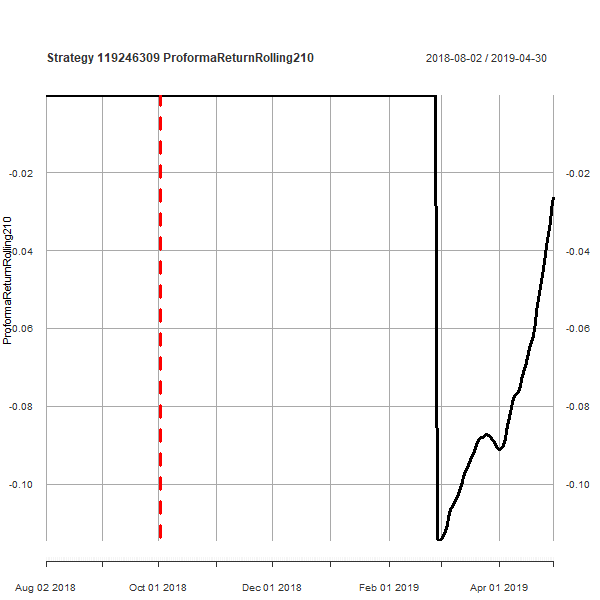 Strategy 119246309 ProformaReturnRolling210
2018-08-02 / 2019-04-30
-0.02 -0.02
-0.04 -0.04
-0.06 -0.06
-0.08 -0.08
-0.10 -0.10
ProformaReturnRolling210
Aug 02 2018 Oct 01 2018 Dec 01 2018 Feb 01 2019 Apr 01 2019